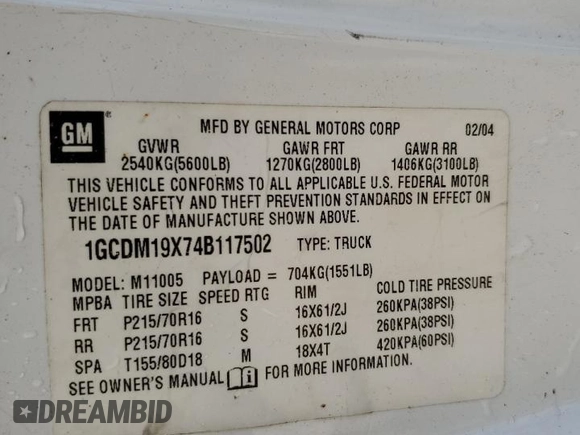 GM
MFD BY GENERAL MOTORS CORP 02/04
GVWR GAWR FRT GAWR RR
2540KG(5600LB) 1270KG(2800LB) 1406KG(3100LB)
THIS VEHICLE CONFORMS TO ALL APPLICABLE U.S. FEDERAL MOTOR
VEHICLE SAFETY AND THEFT PREVENTION STANDARDS IN EFFECT ON
THE DATE OF MANUFACTURE SHOWN ABOVE.
1GCDM19X74B117502 TYPE: TRUCK
MODEL: M11005 PAYLOAD = 704KG(1551LB)
MPBA TIRE SIZE SPEED RTG RIM COLD TIRE PRESSURE
FRT P215/70R16 S 16X61/2J 260KPA(38PSI)
RR P215/70R16 S 16X61/2J 260KPA(38PSI)
SPA T155/80D18 M 18X4T 420KPA(60PSI)
SEE OWNER'S MANUAL FOR MORE INFORMATION.
DREAMBID